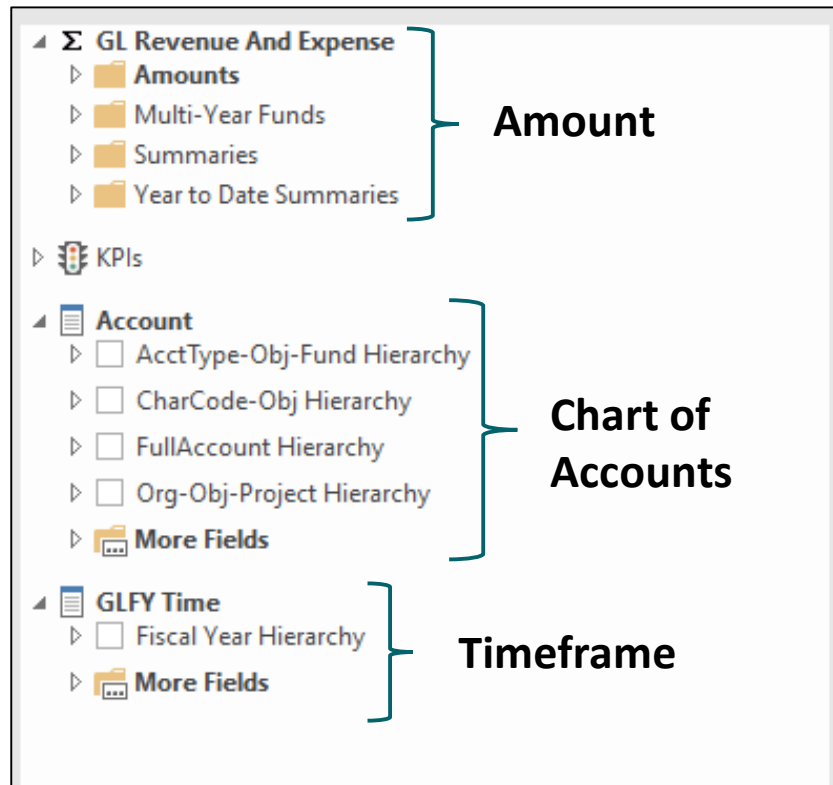 Σ GL Revenue And Expense
Amounts
Multi-Year Funds
Summaries
Year to Date Summaries
Amount
KPIs
Account
AcctType-Obj-Fund Hierarchy
CharCode-Obj Hierarchy
FullAccount Hierarchy
Org-Obj-Project Hierarchy
More Fields
Chart of
Accounts
GLFY Time
Fiscal Year Hierarchy
More Fields
Timeframe